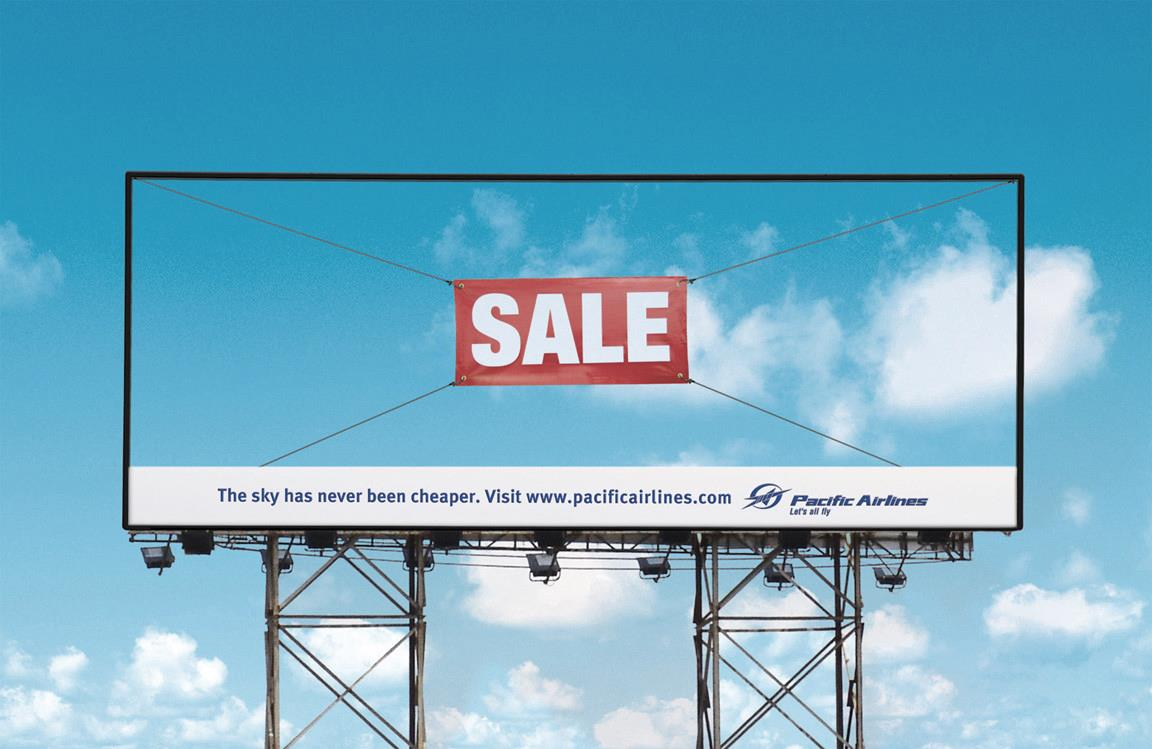 SALE
The sky has never been cheaper. Visit www.pacificairlines.com
Pacific Airlines
Let's all fly